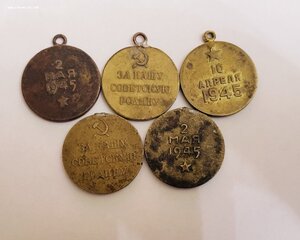 2
МАЯ
1945
ЗА НАШУ
СОВЕТСКУЮ
РОДИНУ
10
АПРЕЛЯ
1945
ЗА НАШУ
СОВЕТСКУЮ
РОДИНУ
2
МАЯ
1945